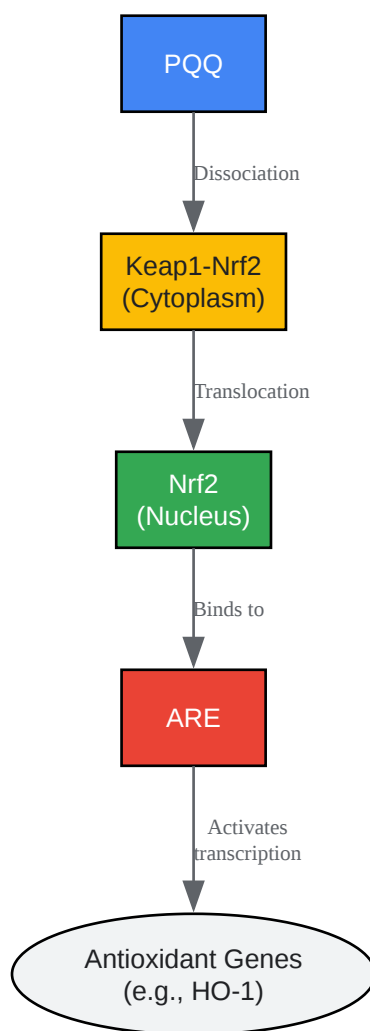 PQQ
Dissociation
Keap1-Nrf2
(Cytoplasm)
Translocation
Nrf2
(Nucleus)
Binds to
ARE
Activates
transcription
Antioxidant Genes
(e.g., HO-1)